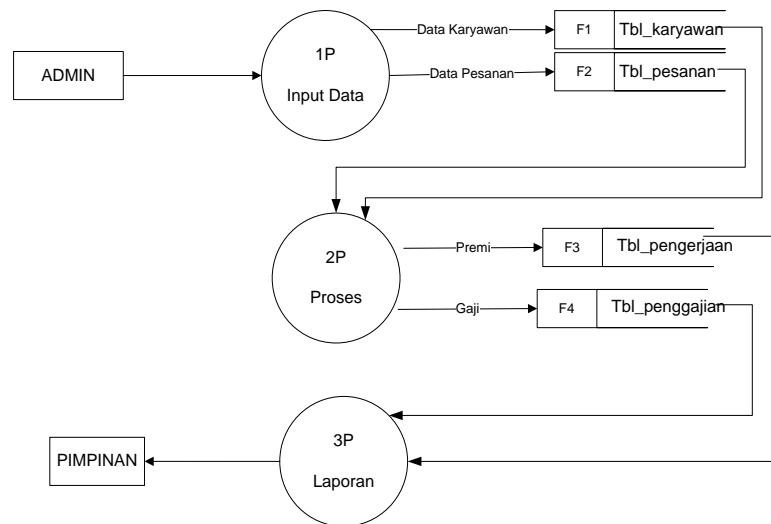 ADMIN
1P
Input Data
Data Karyawan
F1
Tbl_karyawan
Data Pesanan
F2
Tbl_pesanan
2P
Proses
Premi
F3
Tbl_pengerjaan
Gaji
F4
Tbl_penggajian
3P
Laporan
PIMPINAN